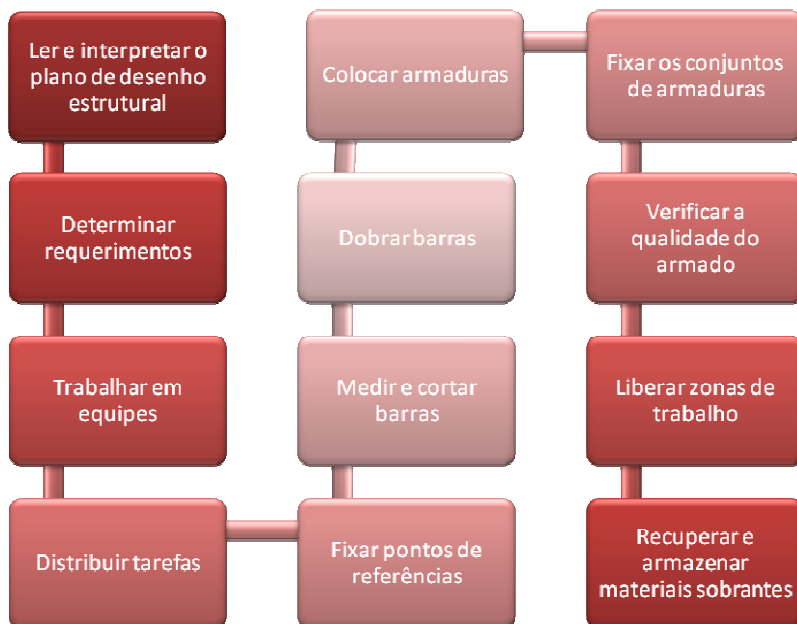 Ler e interpretar o
plano de desenho
estrutural
Determinar
requerimentos
Trabalhar em
equipes
Distribuir tarefas
Fixar pontos de
referências
Medir e cortar
barras
Dobrar barras
Colocar armaduras
Fixar os conjuntos
de armaduras
Verificar a
qualidade do
armado
Liberar zonas de
trabalho
Recuperar e
armazenar
materiais sobrantes